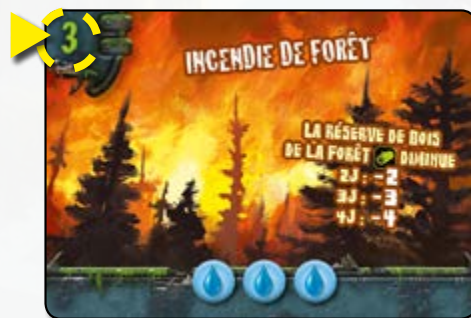 3
INCENDIE DE FORÊT
LA RÉSERVE DE BOIS
DE LA FORÊT DIMINUE
2J : -2
3J : -3
4J : -4